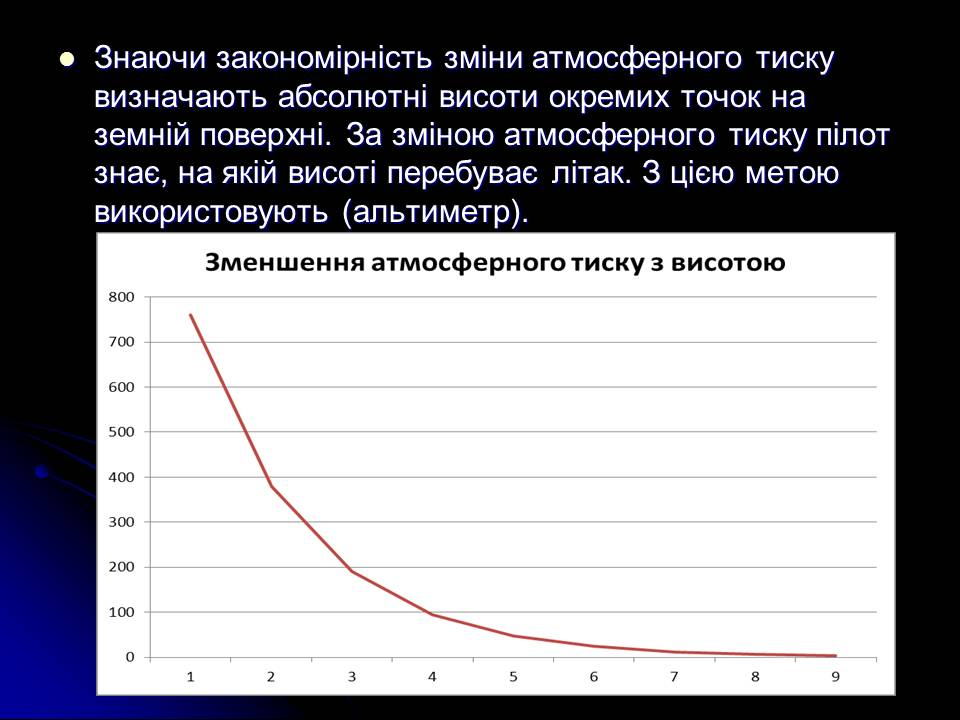 Знаючи закономірність зміни атмосферного тиску
визначають абсолютні висоти окремих точок на
земній поверхні. За зміною атмосферного тиску пілот
знає, на якій висоті перебуває літак. З цією метою
використовують (альтиметр).
Зменшення атмосферного тиску з висотою
800
700
600
500
400
300
200
100
0
1 2 3 4 5 6 7 8 9